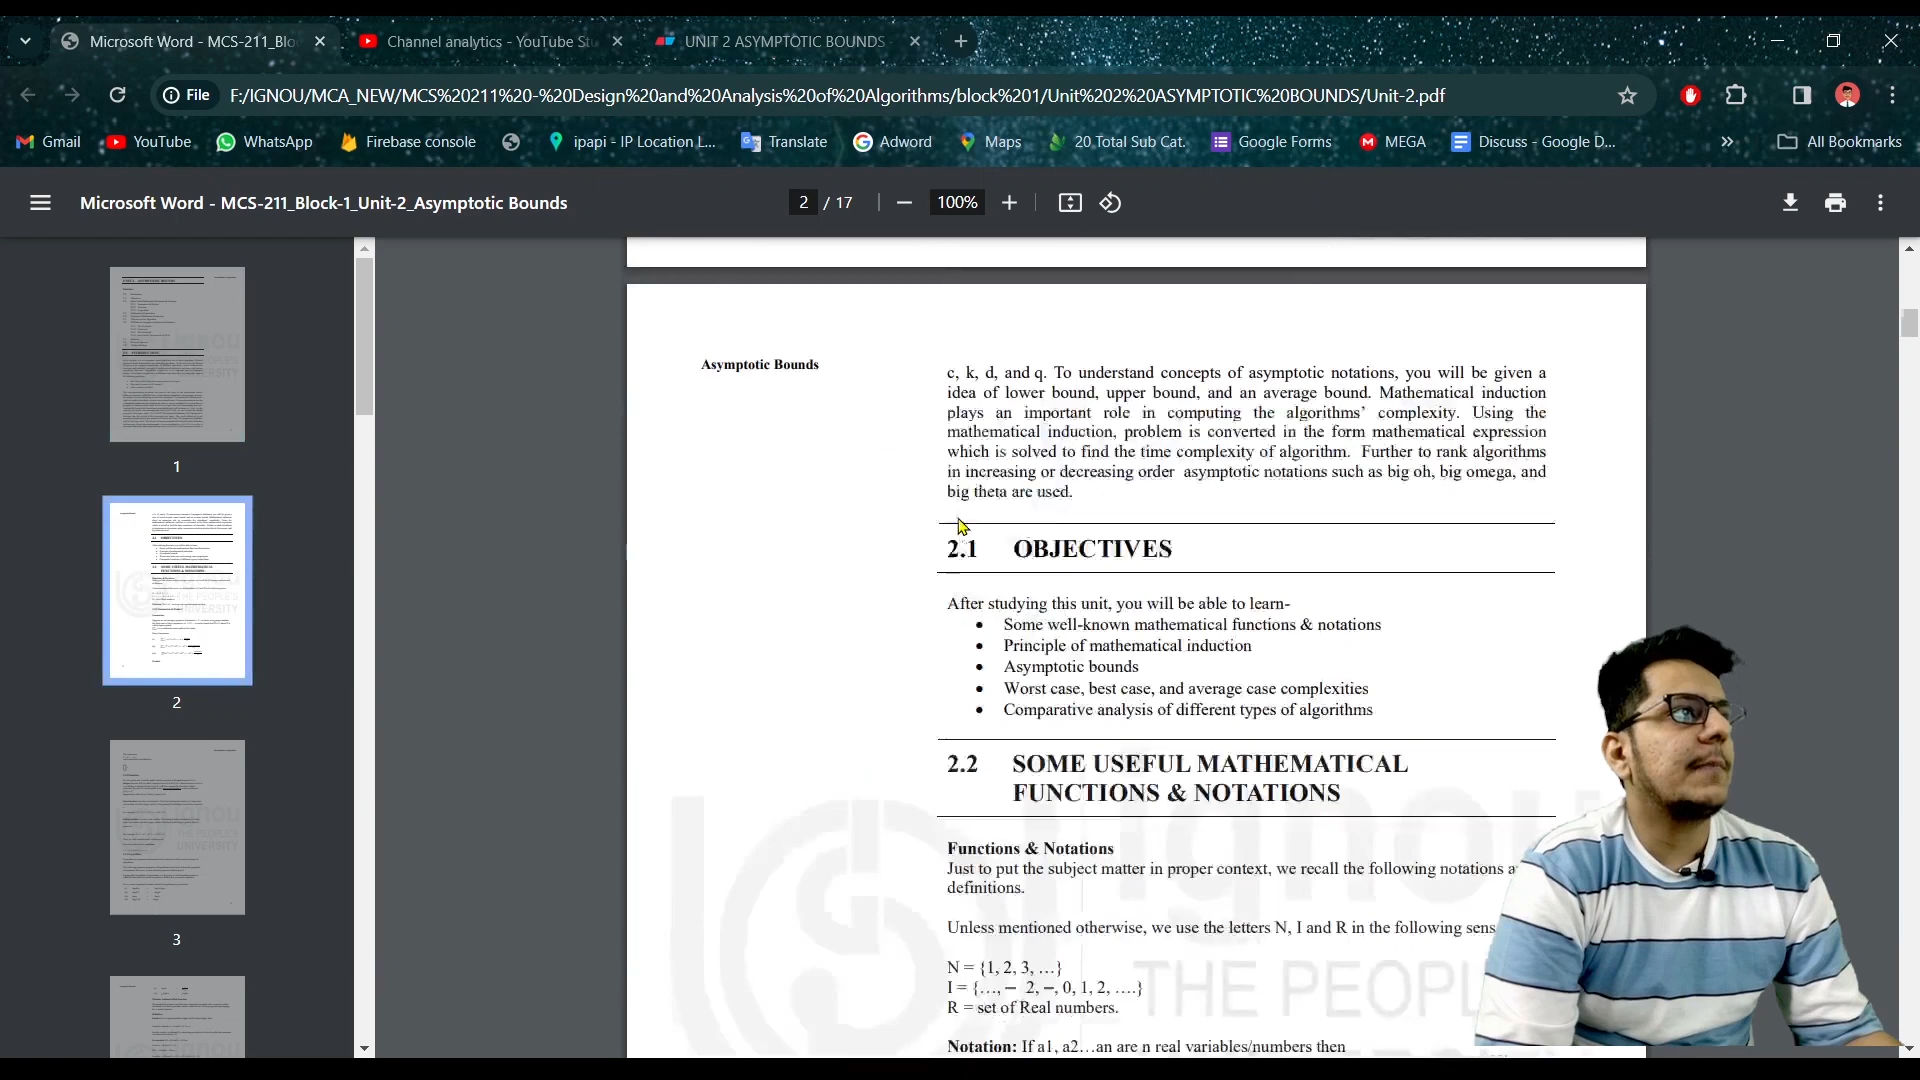 Microsoft Word - MCS-211_Blo
Channel analytics - YouTube Stu
UNIT 2 ASYMPTOTIC BOUNDS
File
F:/IGNOU/MCA_NEW/MCS%20211%20-%20Design%20and%20Analysis%20of%20Algorithms/block%201/Unit%202%20ASYMPTOTIC%20BOUNDS/Unit-2.pdf
Gmail
YouTube
WhatsApp
Firebase console
ipapi - IP Location L...
Translate
Adword
Maps
20 Total Sub Cat.
Google Forms
MEGA
Discuss - Google D...
All Bookmarks
Microsoft Word - MCS-211_Block-1_Unit-2_Asymptotic Bounds
2 / 17
100%
1
2
3
Asymptotic Bounds
c, k, d, and q. To understand concepts of asymptotic notations, you will be given a
idea of lower bound, upper bound, and an average bound. Mathematical induction
plays an important role in computing the algorithms' complexity. Using the
mathematical induction, problem is converted in the form mathematical expression
which is solved to find the time complexity of algorithm. Further to rank algorithms
in increasing or decreasing order asymptotic notations such as big oh, big omega, and
big theta are used.
2.1 OBJECTIVES
After studying this unit, you will be able to learn-
• Some well-known mathematical functions & notations
• Principle of mathematical induction
• Asymptotic bounds
• Worst case, best case, and average case complexities
• Comparative analysis of different types of algorithms
2.2 SOME USEFUL MATHEMATICAL
FUNCTIONS & NOTATIONS
Functions & Notations
Just to put the subject matter in proper context, we recall the following notations a
definitions.
Unless mentioned otherwise, we use the letters N, I and R in the following sens
N = {1, 2, 3, …}
I = {…, – 2, –, 0, 1, 2, ….}
R = set of Real numbers.
Notation: If a1, a2…an are n real variables/numbers then
ignou
THE PEOPL